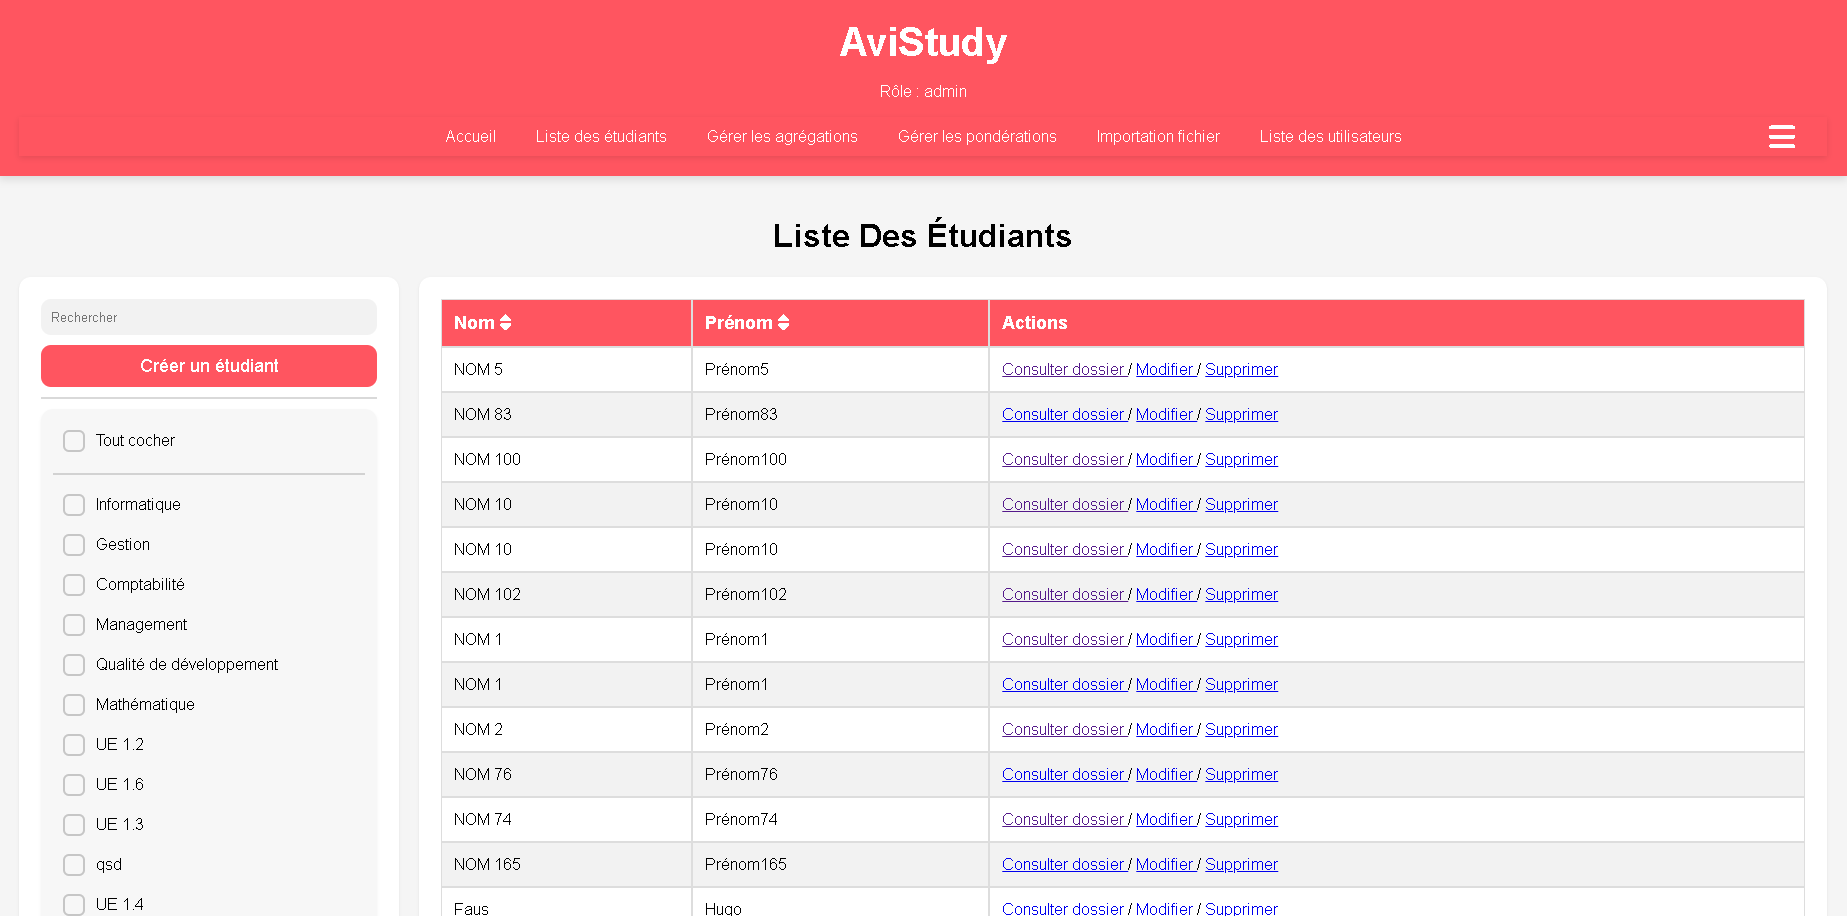 AviStudy
Rôle : admin
Accueil Liste des étudiants Gérer les agrégations Gérer les pondérations Importation fichier Liste des utilisateurs
Liste Des Étudiants
Rechercher
Créer un étudiant
Tout cocher
Informatique
Gestion
Comptabilité
Management
Qualité de développement
Mathématique
UE 1.2
UE 1.6
UE 1.3
qsd
UE 1.4
Nom Prénom Actions
NOM 5 Prénom5 Consulter dossier / Modifier / Supprimer
NOM 83 Prénom83 Consulter dossier / Modifier / Supprimer
NOM 100 Prénom100 Consulter dossier / Modifier / Supprimer
NOM 10 Prénom10 Consulter dossier / Modifier / Supprimer
NOM 10 Prénom10 Consulter dossier / Modifier / Supprimer
NOM 102 Prénom102 Consulter dossier / Modifier / Supprimer
NOM 1 Prénom1 Consulter dossier / Modifier / Supprimer
NOM 1 Prénom1 Consulter dossier / Modifier / Supprimer
NOM 2 Prénom2 Consulter dossier / Modifier / Supprimer
NOM 76 Prénom76 Consulter dossier / Modifier / Supprimer
NOM 74 Prénom74 Consulter dossier / Modifier / Supprimer
NOM 165 Prénom165 Consulter dossier / Modifier / Supprimer
Faus Hugo Consulter dossier / Modifier / Supprimer